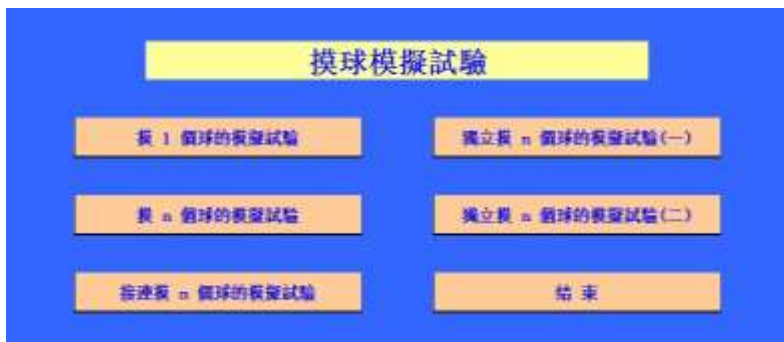 摸球模擬試驗
摸 1 個球的模擬試驗
獨立摸 n 個球的模擬試驗(一)
摸 n 個球的模擬試驗
獨立摸 n 個球的模擬試驗(二)
接連摸 n 個球的模擬試驗
结 束